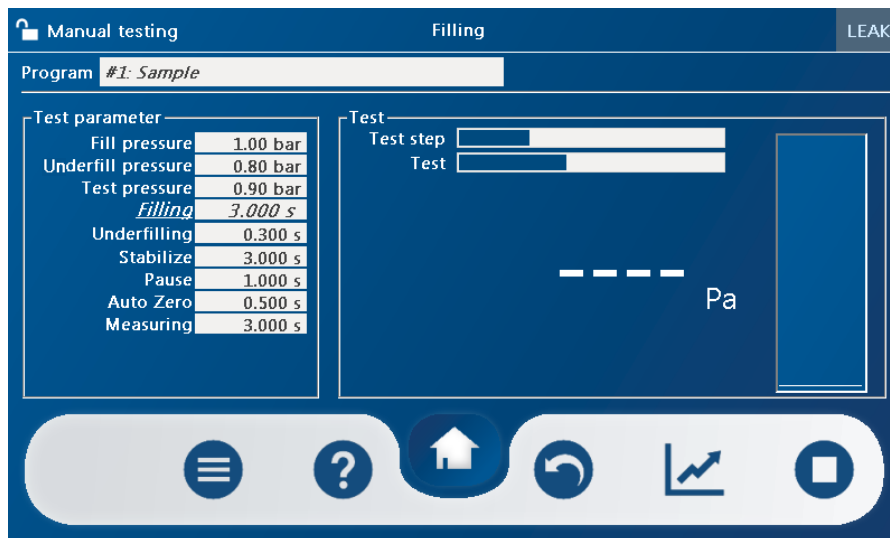 Manual testing Filling LEAK
Program #1: Sample
Test parameter
Fill pressure 1.00 bar
Underfill pressure 0.80 bar
Test pressure 0.90 bar
Filling 3.000 s
Underfilling 0.300 s
Stabilize 3.000 s
Pause 1.000 s
Auto Zero 0.500 s
Measuring 3.000 s
Test
Test step
Test
– – – –
Pa
?